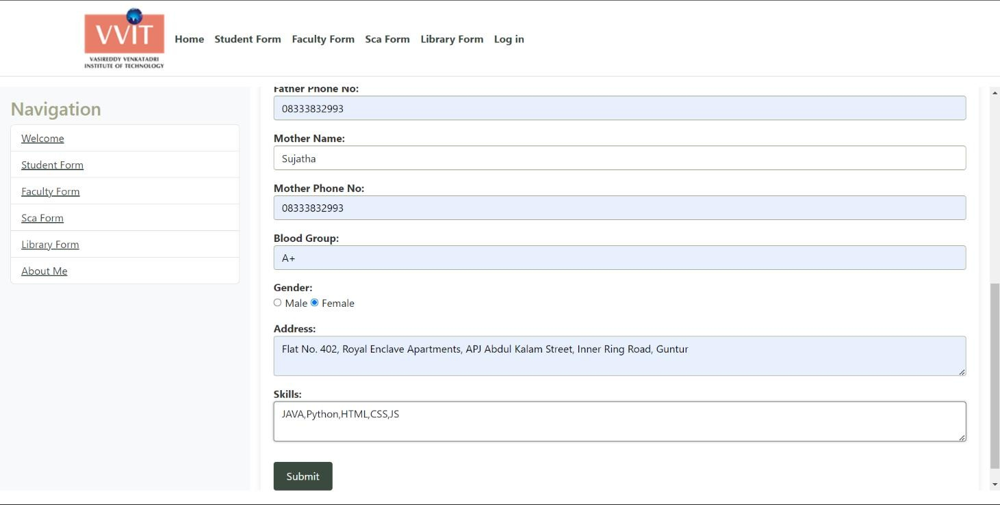 VVIT
VASIREDDY VENKATADRI
INSTITUTE OF TECHNOLOGY
Home Student Form Faculty Form Sca Form Library Form Log in
Navigation
Welcome
Student Form
Faculty Form
Sca Form
Library Form
About Me
Father Phone No:
08333832993
Mother Name:
Sujatha
Mother Phone No:
08333832993
Blood Group:
A+
Gender:
Male Female
Address:
Flat No. 402, Royal Enclave Apartments, APJ Abdul Kalam Street, Inner Ring Road, Guntur
Skills:
JAVA,Python,HTML,CSS,JS
Submit